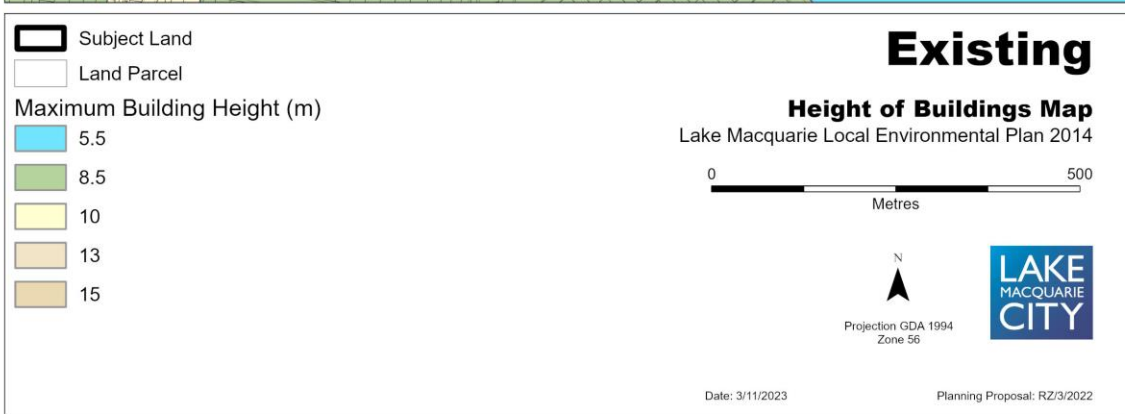 Subject Land
Land Parcel
Maximum Building Height (m)
5.5
8.5
10
13
15
Existing
Height of Buildings Map
Lake Macquarie Local Environmental Plan 2014
0 500
Metres
N
Projection GDA 1994
Zone 56
LAKE
MACQUARIE
CITY
Date: 3/11/2023 Planning Proposal: RZ/3/2022